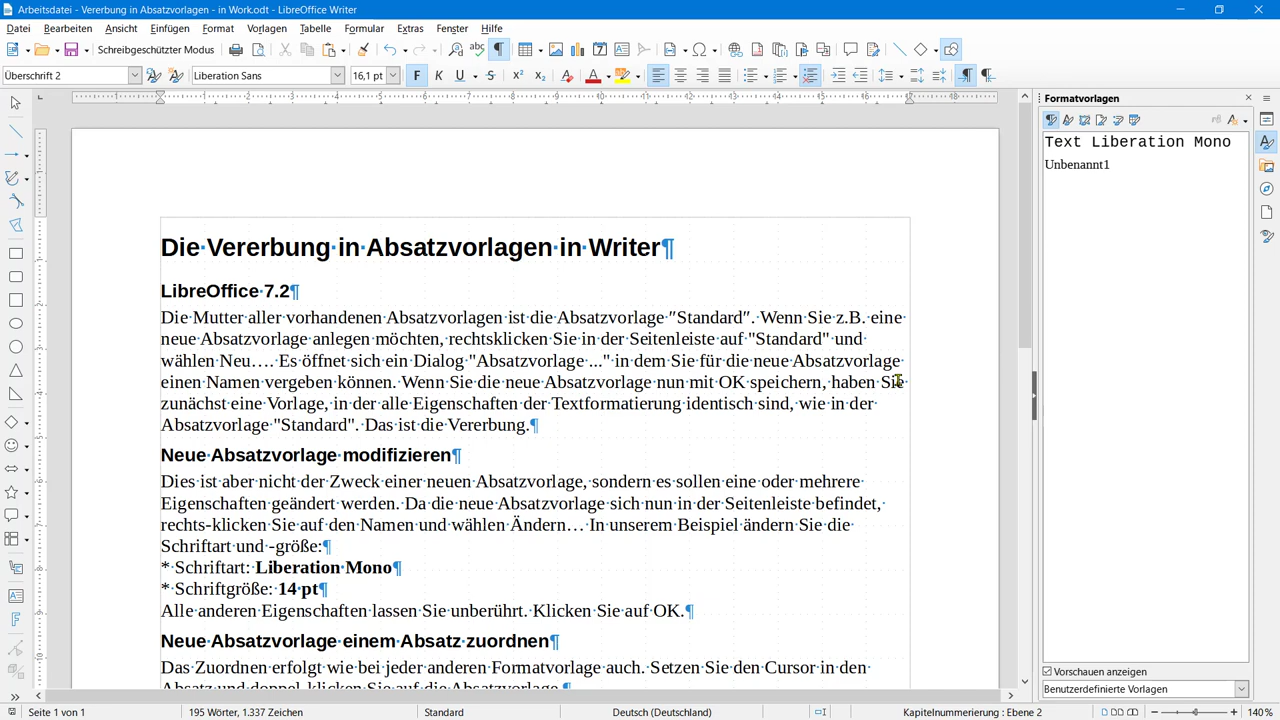 Arbeitsdatei - Vererbung in Absatzvorlagen - in Work.odt - LibreOffice Writer
Datei Bearbeiten Ansicht Einfügen Format Vorlagen Tabelle Formular Extras Fenster Hilfe
Schreibgeschützter Modus
Überschrift 2 Liberation Sans 16,1 pt F K U S
Formatvorlagen
Text Liberation Mono
Unbenannt1
Die Vererbung in Absatzvorlagen in Writer¶
LibreOffice 7.2¶
Die Mutter aller vorhandenen Absatzvorlagen ist die Absatzvorlage "Standard". Wenn Sie z.B. eine
neue Absatzvorlage anlegen möchten, rechtsklicken Sie in der Seitenleiste auf "Standard" und
wählen Neu…. Es öffnet sich ein Dialog "Absatzvorlage ..." in dem Sie für die neue Absatzvorlage
einen Namen vergeben können. Wenn Sie die neue Absatzvorlage nun mit OK speichern, haben Sie
zunächst eine Vorlage, in der alle Eigenschaften der Textformatierung identisch sind, wie in der
Absatzvorlage "Standard". Das ist die Vererbung.¶
Neue Absatzvorlage modifizieren¶
Dies ist aber nicht der Zweck einer neuen Absatzvorlage, sondern es sollen eine oder mehrere
Eigenschaften geändert werden. Da die neue Absatzvorlage sich nun in der Seitenleiste befindet,
rechts-klicken Sie auf den Namen und wählen Ändern… In unserem Beispiel ändern Sie die
Schriftart und -größe:¶
* Schriftart: Liberation Mono¶
* Schriftgröße: 14 pt¶
Alle anderen Eigenschaften lassen Sie unberührt. Klicken Sie auf OK.¶
Neue Absatzvorlage einem Absatz zuordnen¶
Das Zuordnen erfolgt wie bei jeder anderen Formatvorlage auch. Setzen Sie den Cursor in den
Absatz und doppel-klicken Sie auf die Absatzvorlage.¶
Vorschauen anzeigen
Benutzerdefinierte Vorlagen
Seite 1 von 1 195 Wörter, 1.337 Zeichen Standard Deutsch (Deutschland) Kapitelnummerierung : Ebene 2 140 %